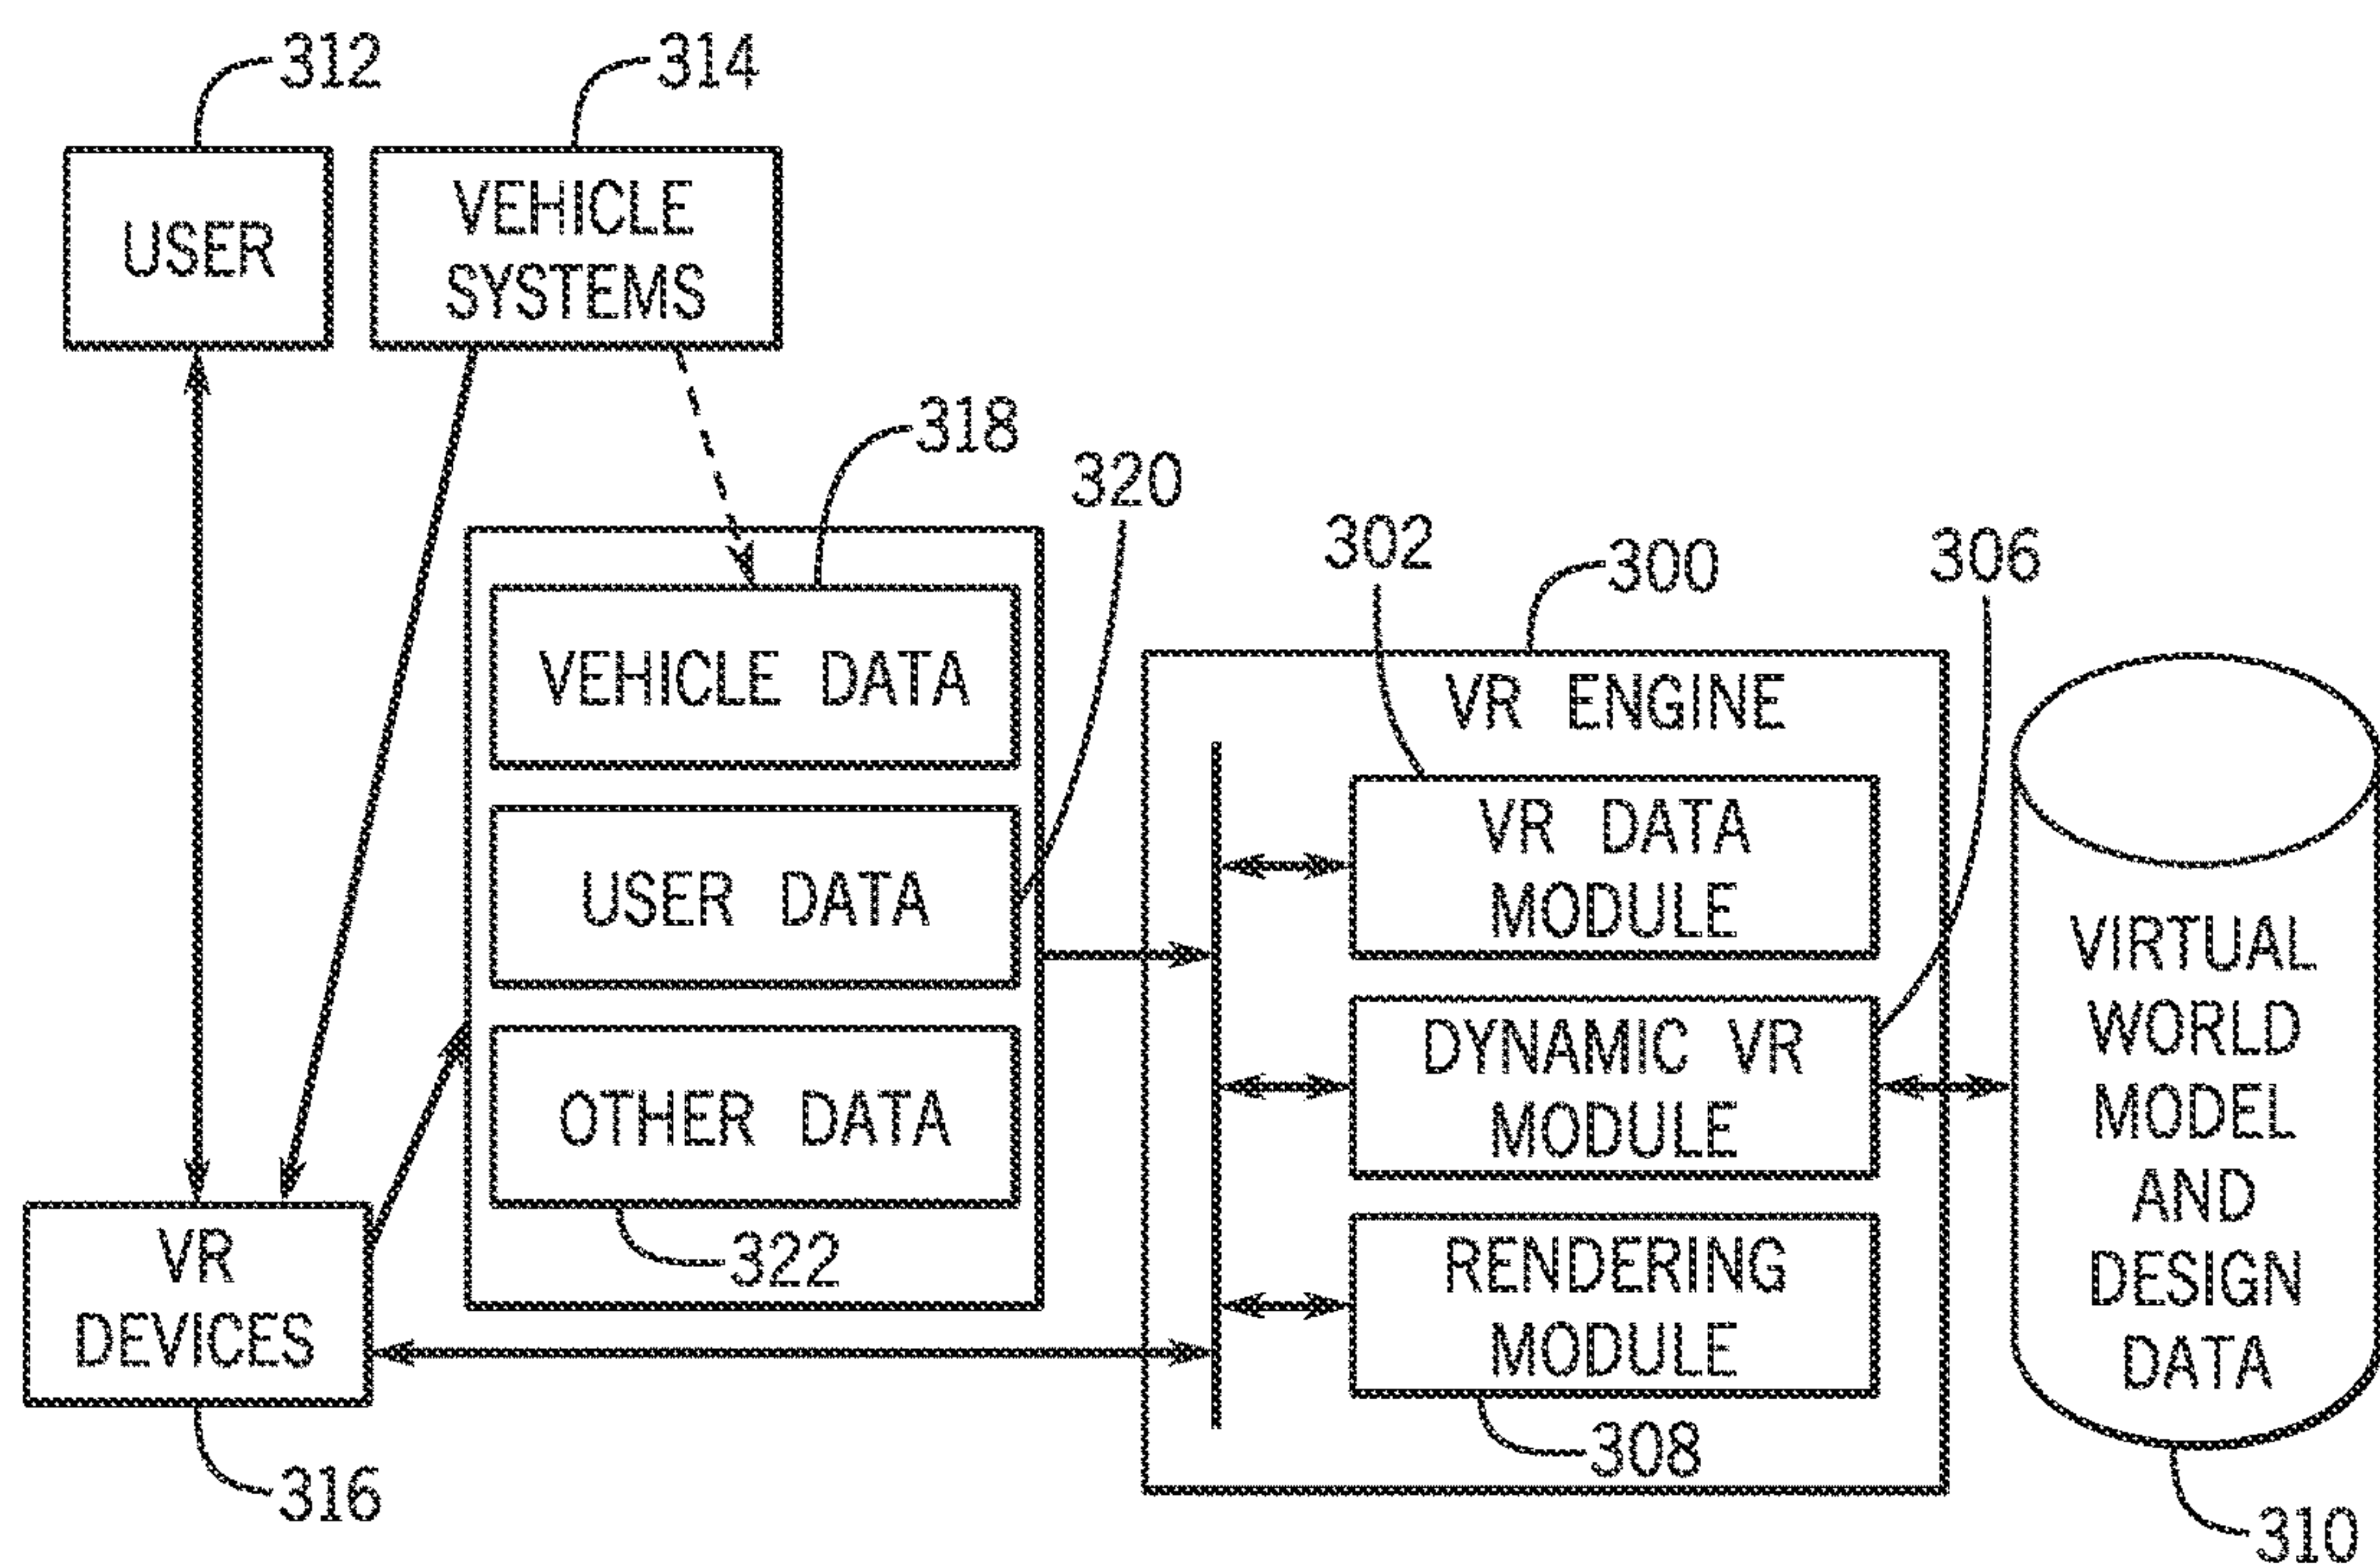 312
314
USER
VEHICLE
SYSTEMS
318
320
302
300
306
VEHICLE DATA
USER DATA
OTHER DATA
322
VR ENGINE
VR DATA
MODULE
DYNAMIC VR
MODULE
RENDERING
MODULE
308
VIRTUAL
WORLD
MODEL
AND
DESIGN
DATA
310
VR
DEVICES
316